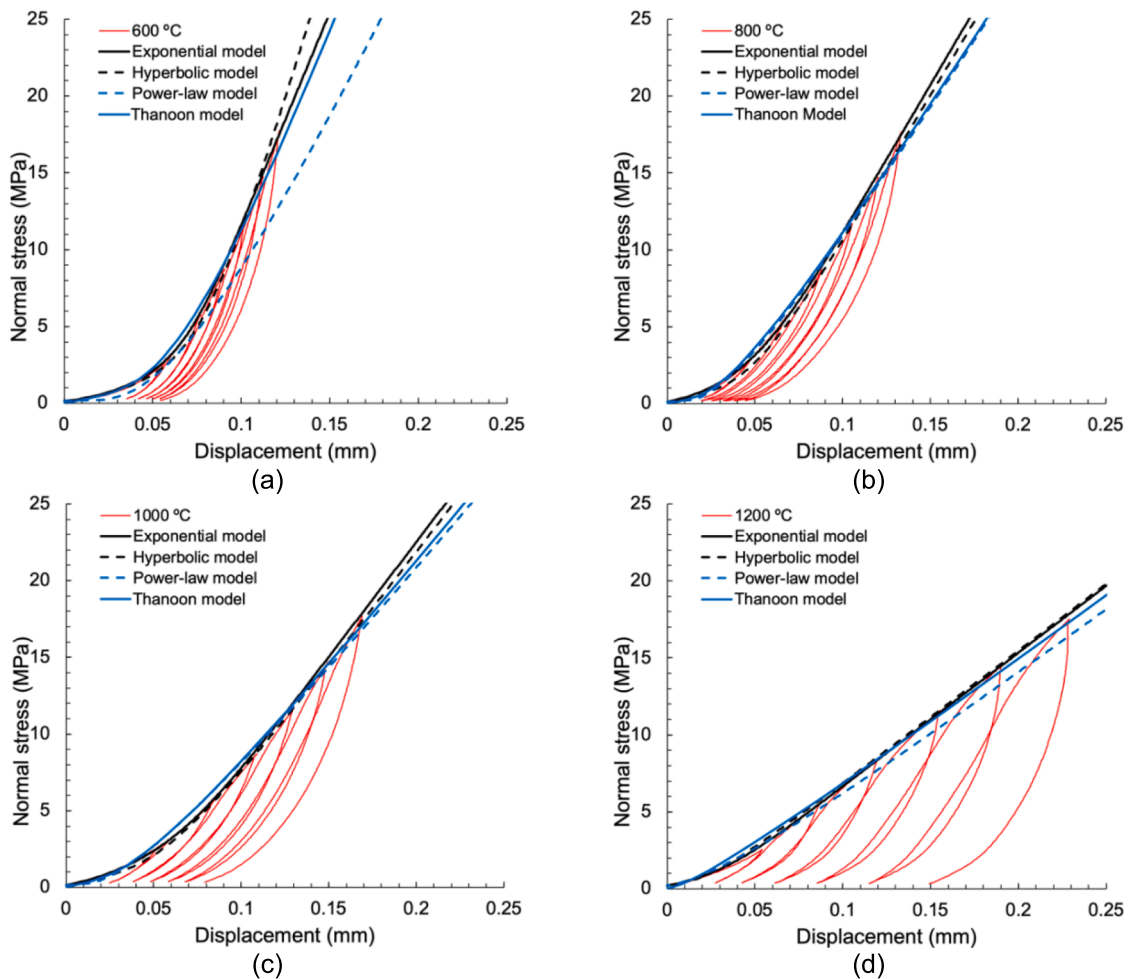 25
20
15
10
5
0
Normal stress (MPa)
600 ºC
Exponential model
Hyperbolic model
Power-law model
Thanoon model
0 0.05 0.1 0.15 0.2 0.25
Displacement (mm)
(a)
25
20
15
10
5
0
Normal stress (MPa)
800 ºC
Exponential model
Hyperbolic model
Power-law model
Thanoon Model
0 0.05 0.1 0.15 0.2 0.25
Displacement (mm)
(b)
25
20
15
10
5
0
Normal stress (MPa)
1000 ºC
Exponential model
Hyperbolic model
Power-law model
Thanoon model
0 0.05 0.1 0.15 0.2 0.25
Displacement (mm)
(c)
25
20
15
10
5
0
Normal stress (MPa)
1200 ºC
Exponential model
Hyperbolic model
Power-law model
Thanoon model
0 0.05 0.1 0.15 0.2 0.25
Displacement (mm)
(d)